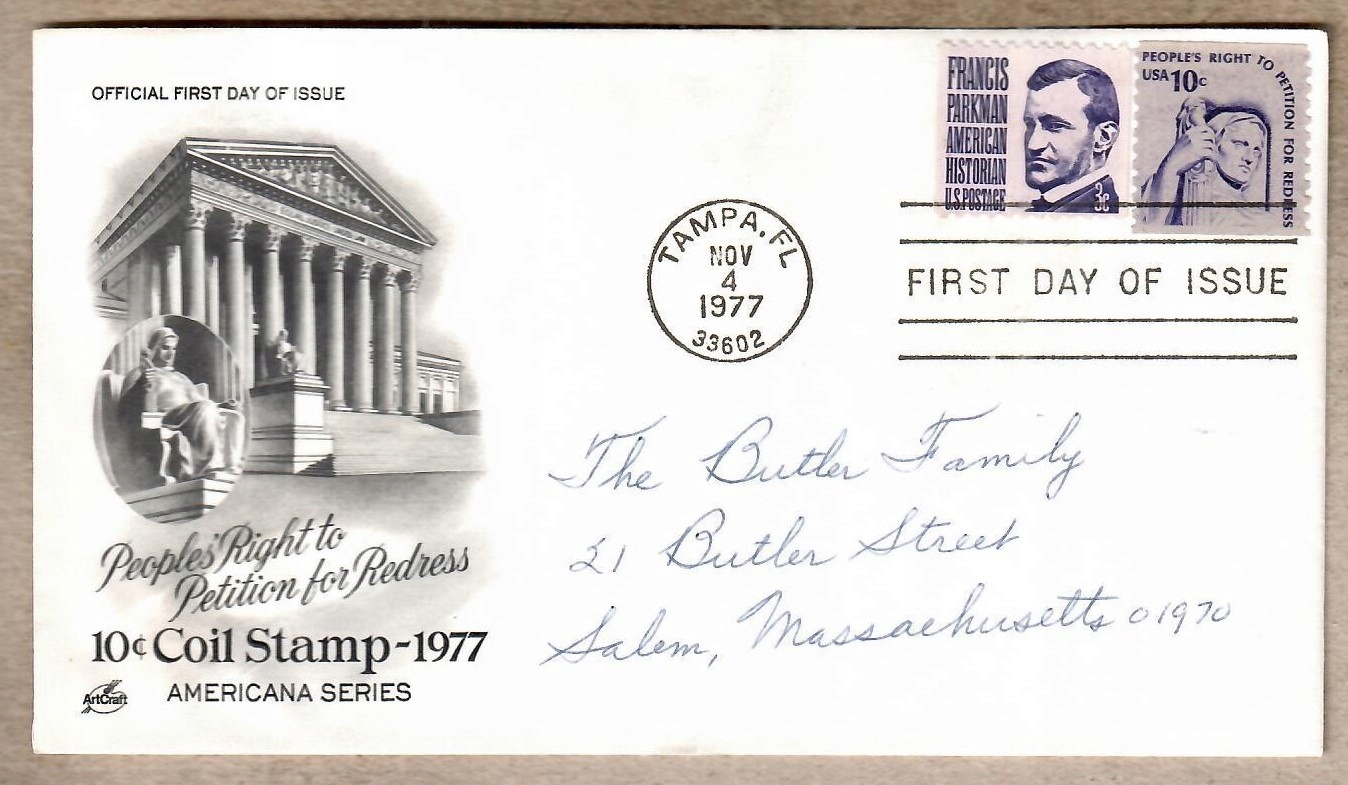 OFFICIAL FIRST DAY OF ISSUE
FRANCIS
PARKMAN
AMERICAN
HISTORIAN
U.S. POSTAGE
3c
PEOPLE'S RIGHT TO PETITION FOR REDRESS
USA 10c
TAMPA, FL
NOV
4
1977
33602
FIRST DAY OF ISSUE
The Butler Family
21 Butler Street
Salem, Massachusetts 01970
Peoples' Right to
Petition for Redress
10¢ Coil Stamp-1977
ArtCraft
AMERICANA SERIES